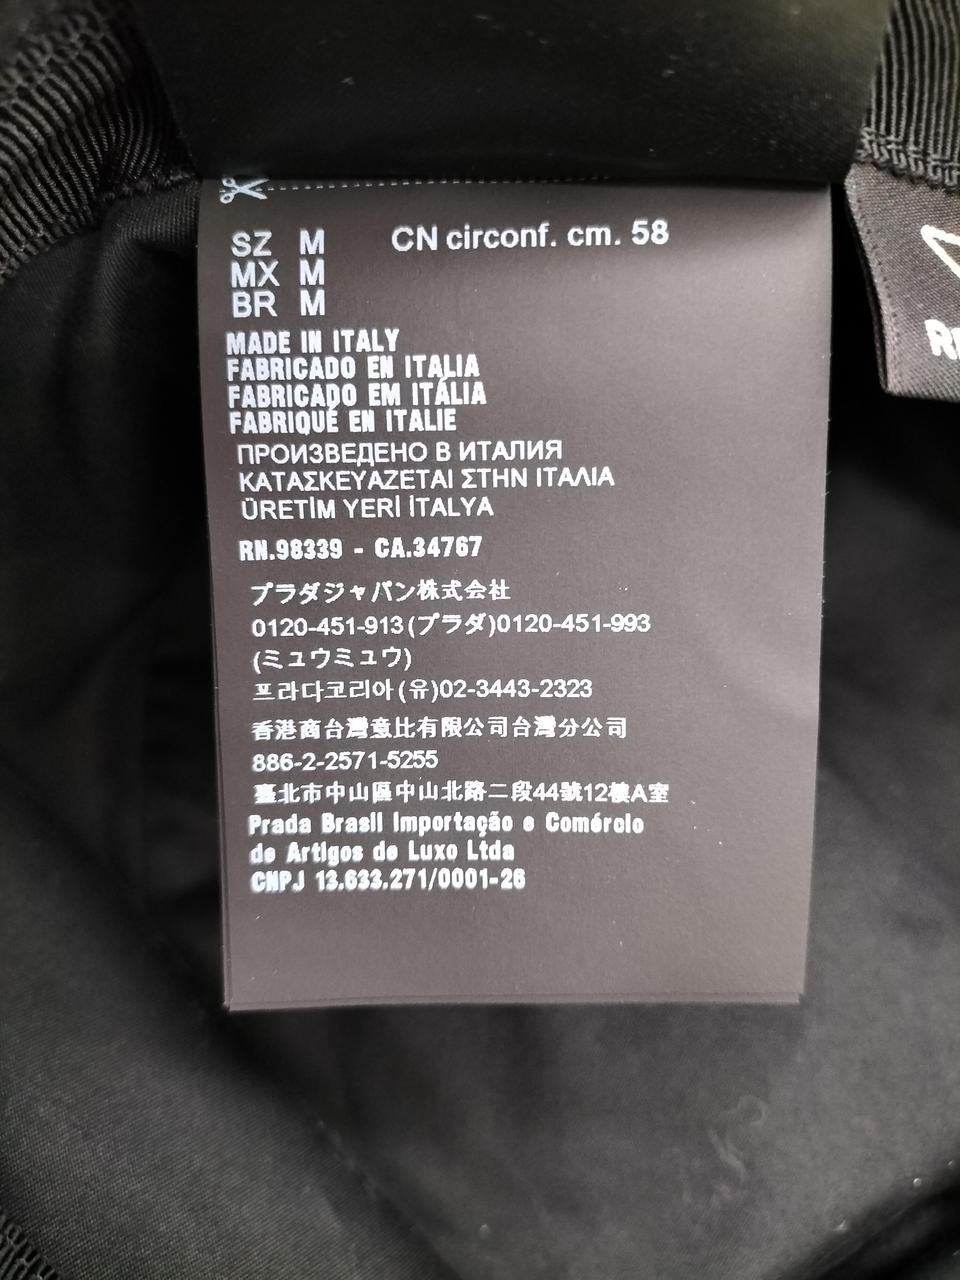 SZ M CN circonf. cm. 58
MX M
BR M
MADE IN ITALY
FABRICADO EN ITALIA
FABRICADO EM ITÁLIA
FABRIQUÉ EN ITALIE
ПРОИЗВЕДЕНО В ИТАЛИЯ
ΚΑΤΑΣΚΕΥΑΖΕΤΑΙ ΣΤΗΝ ΙΤΑΛΙΑ
ÜRETİM YERİ İTALYA
RN.98339 - CA.34767
プラダジャパン株式会社
0120-451-913(プラダ)0120-451-993
(ミュウミュウ)
프라다코리아(유)02-3443-2323
香港商台灣意比有限公司台灣分公司
886-2-2571-5255
臺北市中山區中山北路二段44號12樓A室
Prada Brasil Importação e Comércio
de Artigos de Luxo Ltda
CNPJ 13.633.271/0001-26